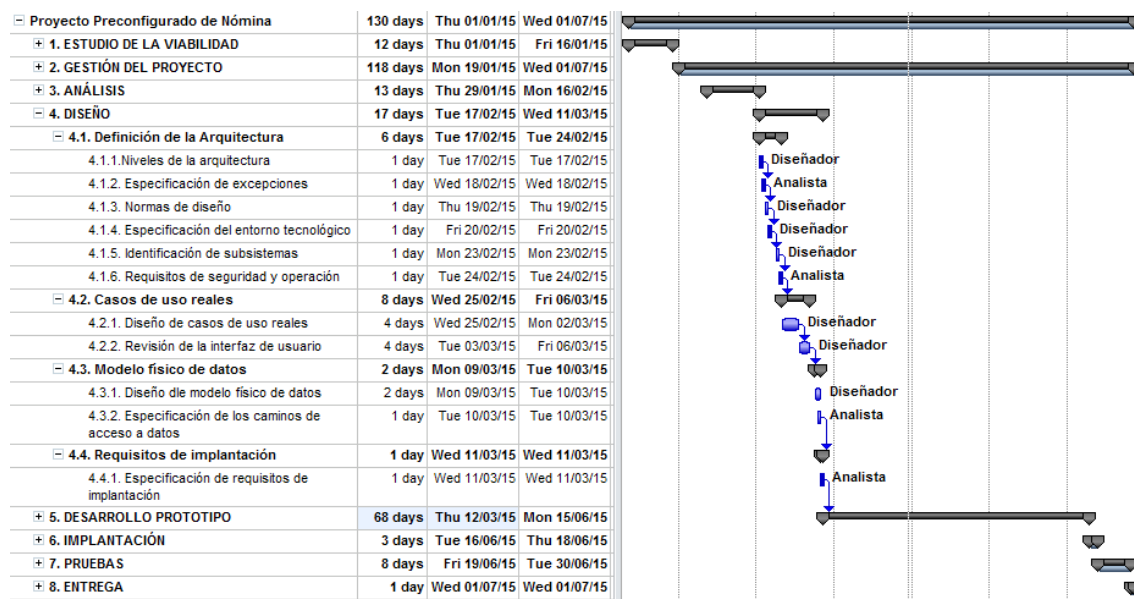 Proyecto Preconfigurado de Nómina 130 days Thu 01/01/15 Wed 01/07/15
1. ESTUDIO DE LA VIABILIDAD 12 days Thu 01/01/15 Fri 16/01/15
2. GESTIÓN DEL PROYECTO 118 days Mon 19/01/15 Wed 01/07/15
3. ANÁLISIS 13 days Thu 29/01/15 Mon 16/02/15
4. DISEÑO 17 days Tue 17/02/15 Wed 11/03/15
4.1. Definición de la Arquitectura 6 days Tue 17/02/15 Tue 24/02/15
4.1.1.Niveles de la arquitectura 1 day Tue 17/02/15 Tue 17/02/15 Diseñador
4.1.2. Especificación de excepciones 1 day Wed 18/02/15 Wed 18/02/15 Analista
4.1.3. Normas de diseño 1 day Thu 19/02/15 Thu 19/02/15 Diseñador
4.1.4. Especificación del entorno tecnológico 1 day Fri 20/02/15 Fri 20/02/15 Diseñador
4.1.5. Identificación de subsistemas 1 day Mon 23/02/15 Mon 23/02/15 Diseñador
4.1.6. Requisitos de seguridad y operación 1 day Tue 24/02/15 Tue 24/02/15 Analista
4.2. Casos de uso reales 8 days Wed 25/02/15 Fri 06/03/15
4.2.1. Diseño de casos de uso reales 4 days Wed 25/02/15 Mon 02/03/15 Diseñador
4.2.2. Revisión de la interfaz de usuario 4 days Tue 03/03/15 Fri 06/03/15 Diseñador
4.3. Modelo físico de datos 2 days Mon 09/03/15 Tue 10/03/15
4.3.1. Diseño dle modelo físico de datos 2 days Mon 09/03/15 Tue 10/03/15 Diseñador
4.3.2. Especificación de los caminos de 1 day Tue 10/03/15 Tue 10/03/15 Analista
acceso a datos
4.4. Requisitos de implantación 1 day Wed 11/03/15 Wed 11/03/15
4.4.1. Especificación de requisitos de 1 day Wed 11/03/15 Wed 11/03/15 Analista
implantación
5. DESARROLLO PROTOTIPO 68 days Thu 12/03/15 Mon 15/06/15
6. IMPLANTACIÓN 3 days Tue 16/06/15 Thu 18/06/15
7. PRUEBAS 8 days Fri 19/06/15 Tue 30/06/15
8. ENTREGA 1 day Wed 01/07/15 Wed 01/07/15